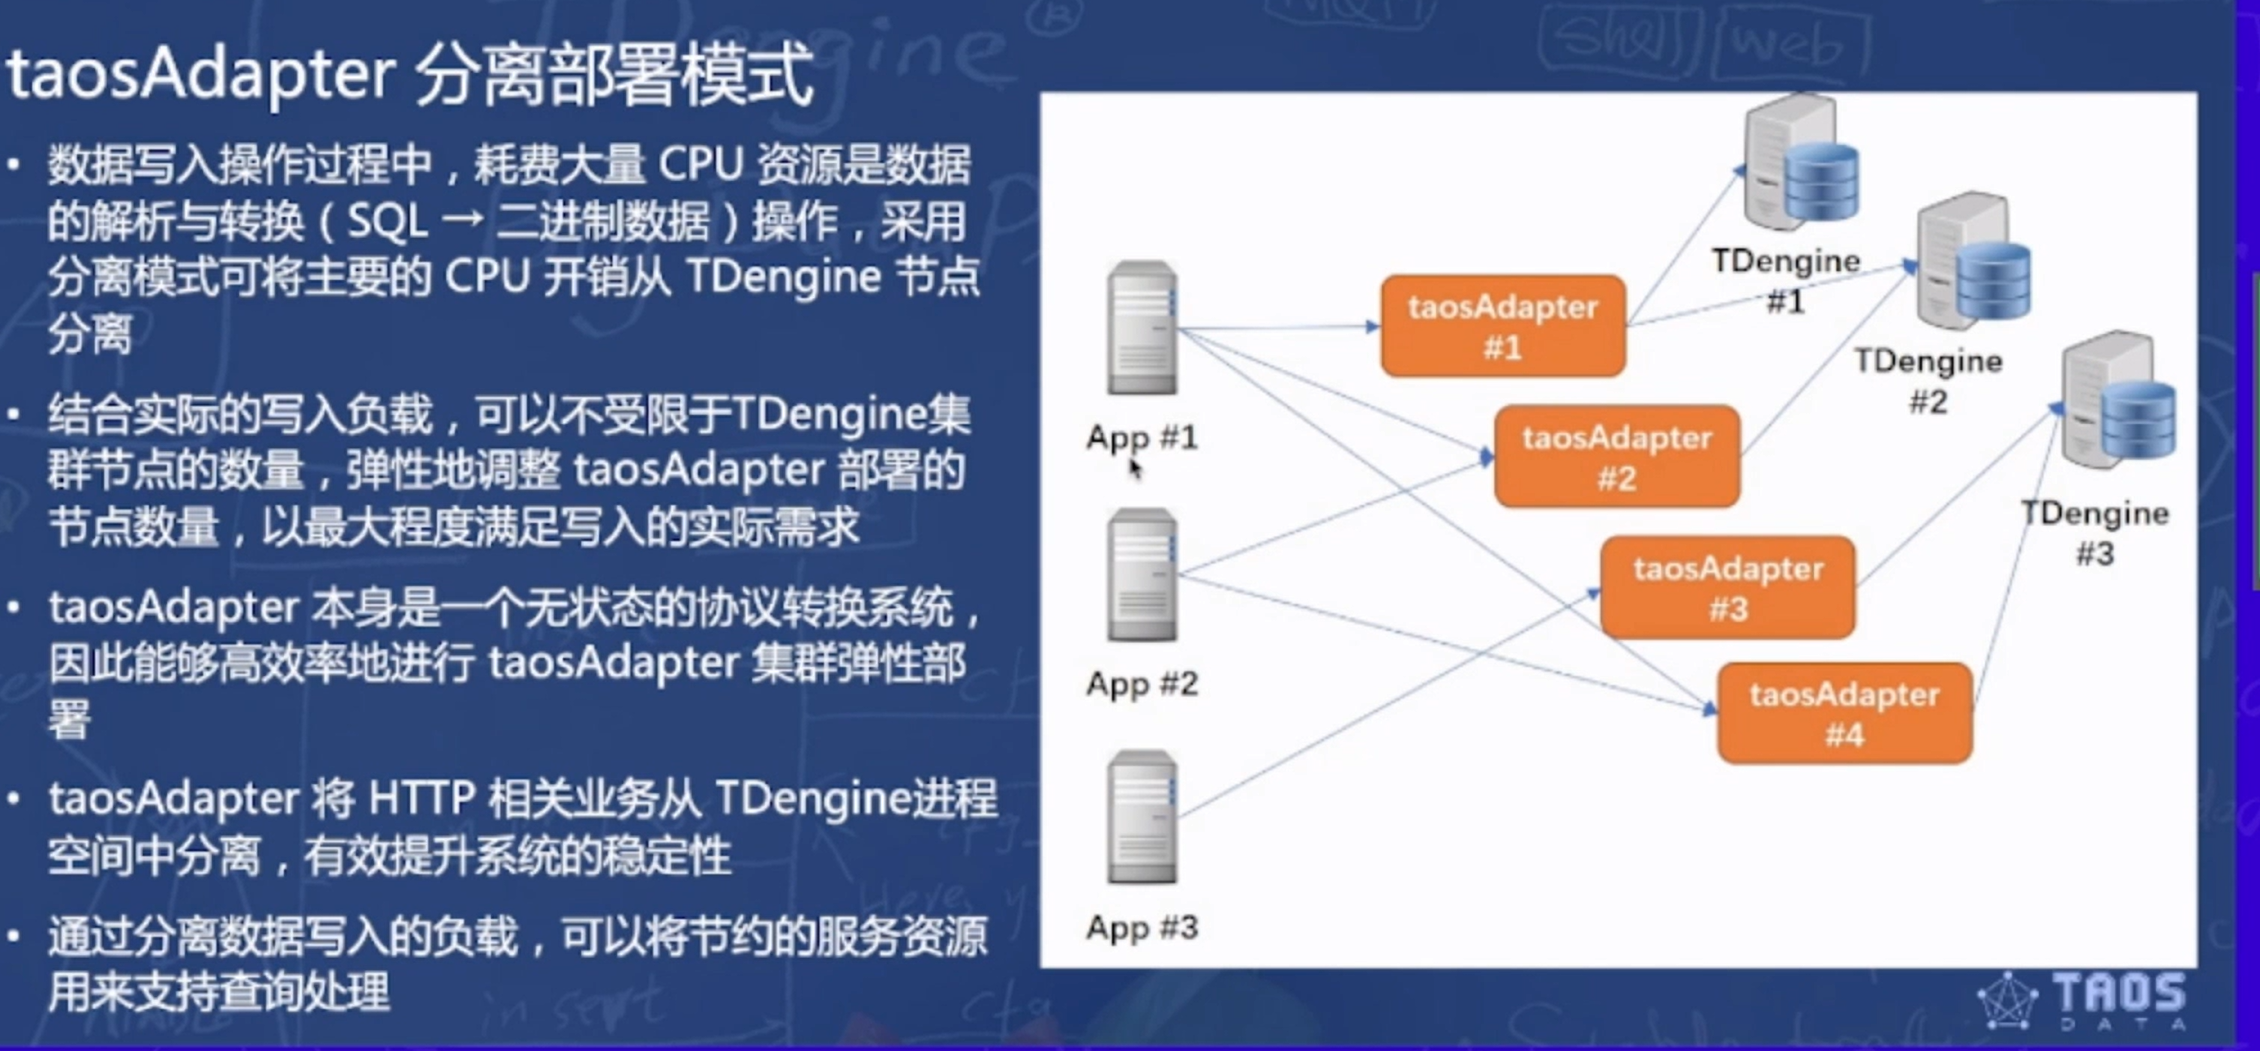 taosAdapter 分离部署模式
• 数据写入操作过程中，耗费大量 CPU 资源是数据
的解析与转换（SQL → 二进制数据）操作，采用
分离模式可将主要的 CPU 开销从 TDengine 节点
分离
• 结合实际的写入负载，可以不受限于TDengine集
群节点的数量，弹性地调整 taosAdapter 部署的
节点数量，以最大程度满足写入的实际需求
• taosAdapter 本身是一个无状态的协议转换系统，
因此能够高效率地进行 taosAdapter 集群弹性部
署
• taosAdapter 将 HTTP 相关业务从 TDengine进程
空间中分离，有效提升系统的稳定性
• 通过分离数据写入的负载，可以将节约的服务资源
用来支持查询处理
App #1
App #2
App #3
taosAdapter
#1
taosAdapter
#2
taosAdapter
#3
taosAdapter
#4
TDengine
#1
TDengine
#2
TDengine
#3
TAOS
DATA
TDengine
Shell
Web
insert